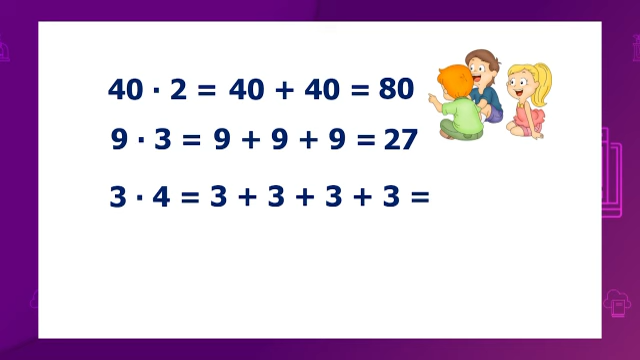 40 · 2 = 40 + 40 = 80
9 · 3 = 9 + 9 + 9 = 27
3 · 4 = 3 + 3 + 3 + 3 =